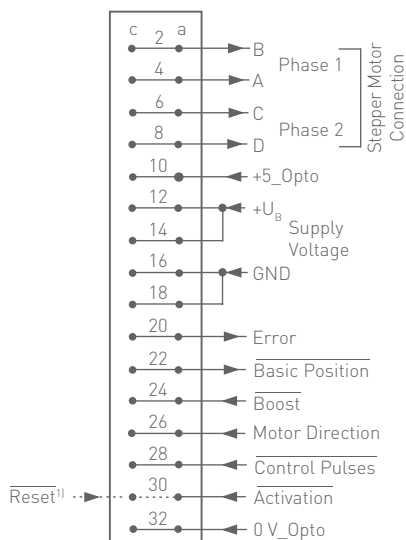 c 2 a
B
4
A
Phase 1
6
C
8
D
Phase 2
Stepper Motor
Connection
10
+5_Opto
12
+U_B
14
Supply
Voltage
16
GND
18
20
Error
22
Basic Position
24
Boost
26
Motor Direction
28
Control Pulses
Reset¹⁾
30
Activation
32
0 V_Opto